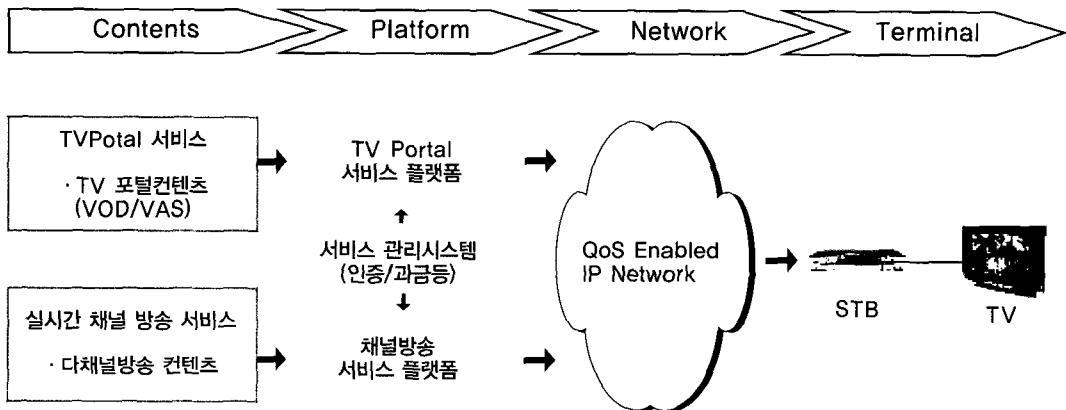 Contents
Platform
Network
Terminal
TVPotal 서비스
· TV 포털컨텐츠
(VOD/VAS)
TV Portal
서비스 플랫폼
서비스 관리시스템
(인증/과금등)
QoS Enabled
IP Network
STB
TV
실시간 채널 방송 서비스
· 다채널방송 컨텐츠
채널방송
서비스 플랫폼